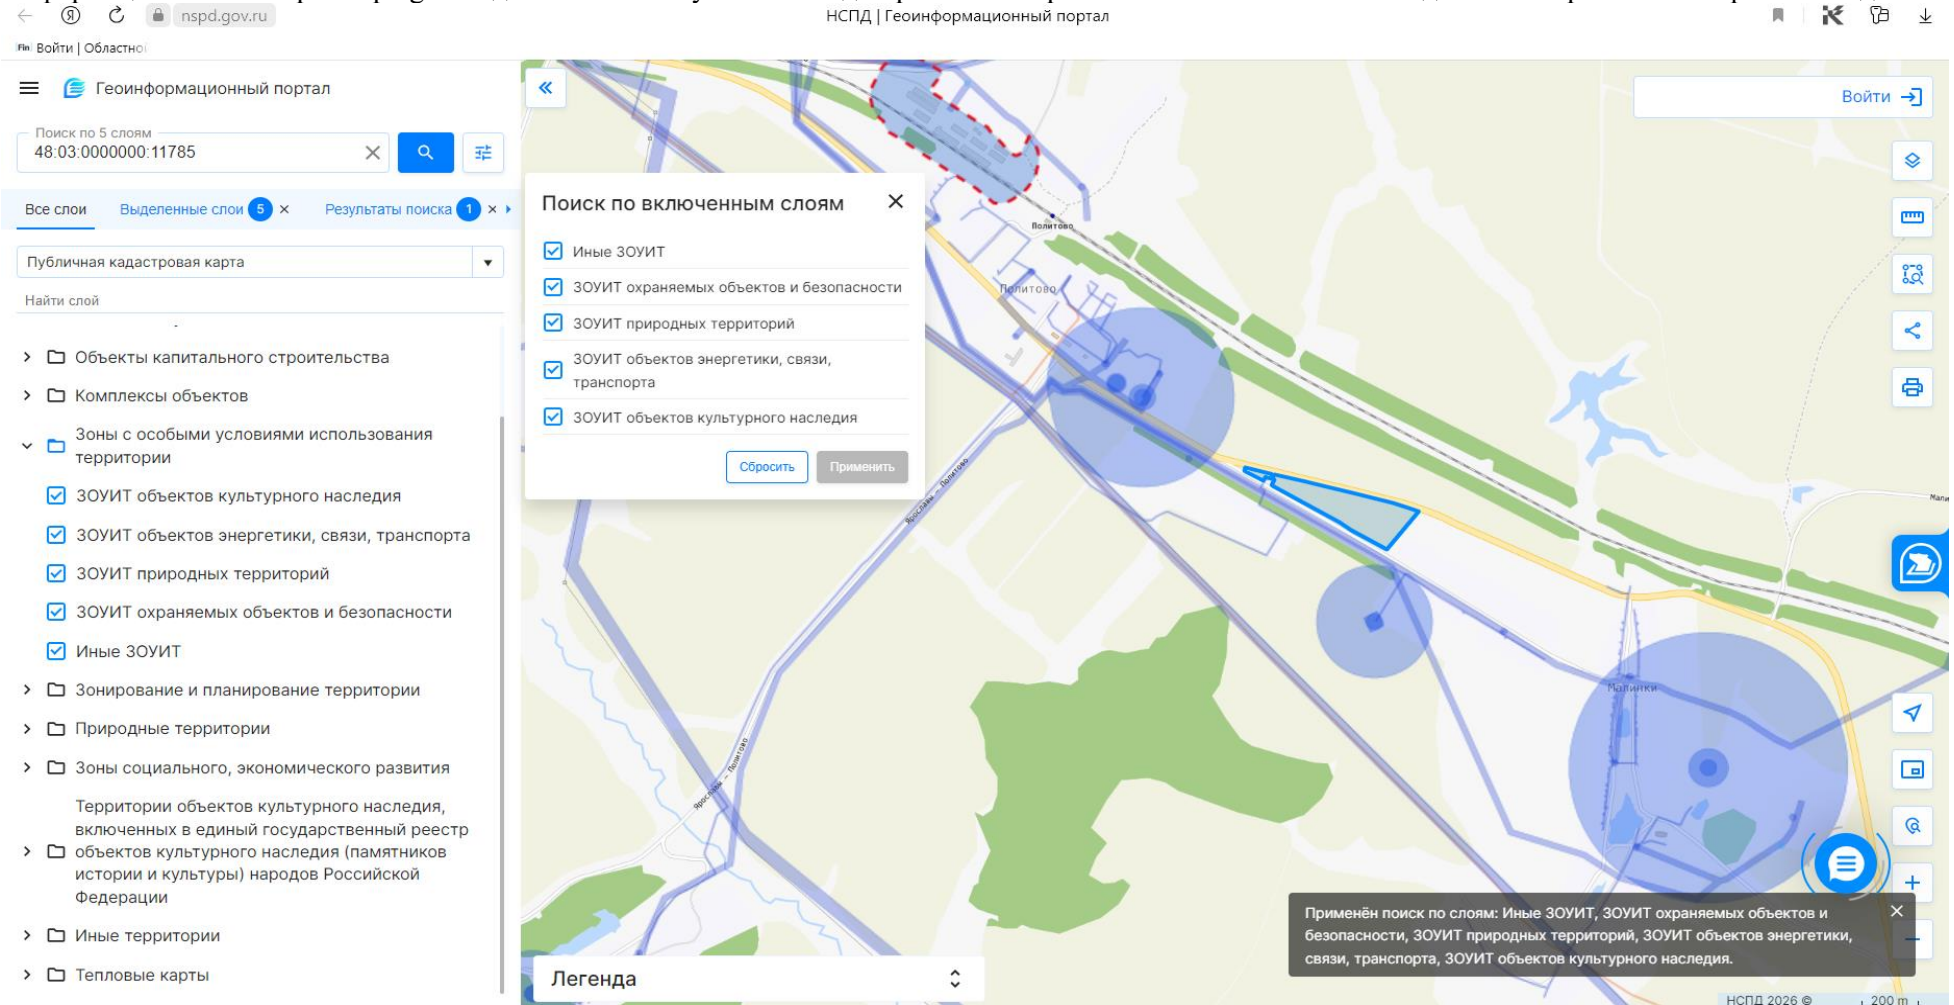 nspd.gov.ru
НСПД | Геоинформационный портал
Fin Войти | Областно
Геоинформационный портал
Войти
Поиск по 5 слоям
48:03:0000000:11785
Все слои
Выделенные слои 5 ×
Результаты поиска 1 ×
Публичная кадастровая карта
Найти слой
Объекты капитального строительства
Комплексы объектов
Зоны с особыми условиями использования
территории
ЗОУИТ объектов культурного наследия
ЗОУИТ объектов энергетики, связи, транспорта
ЗОУИТ природных территорий
ЗОУИТ охраняемых объектов и безопасности
Иные ЗОУИТ
Зонирование и планирование территории
Природные территории
Зоны социального, экономического развития
Территории объектов культурного наследия,
включенных в единый государственный реестр
объектов культурного наследия (памятников
истории и культуры) народов Российской
Федерации
Иные территории
Тепловые карты
Поиск по включенным слоям
Иные ЗОУИТ
ЗОУИТ охраняемых объектов и безопасности
ЗОУИТ природных территорий
ЗОУИТ объектов энергетики, связи,
транспорта
ЗОУИТ объектов культурного наследия
Сбросить
Применить
Политово
Политово
Ярославы – Политово
Ярославы – Политово
Малинки
Легенда
Применён поиск по слоям: Иные ЗОУИТ, ЗОУИТ охраняемых объектов и
безопасности, ЗОУИТ природных территорий, ЗОУИТ объектов энергетики,
связи, транспорта, ЗОУИТ объектов культурного наследия.
НСПД 2026 ©
200 m